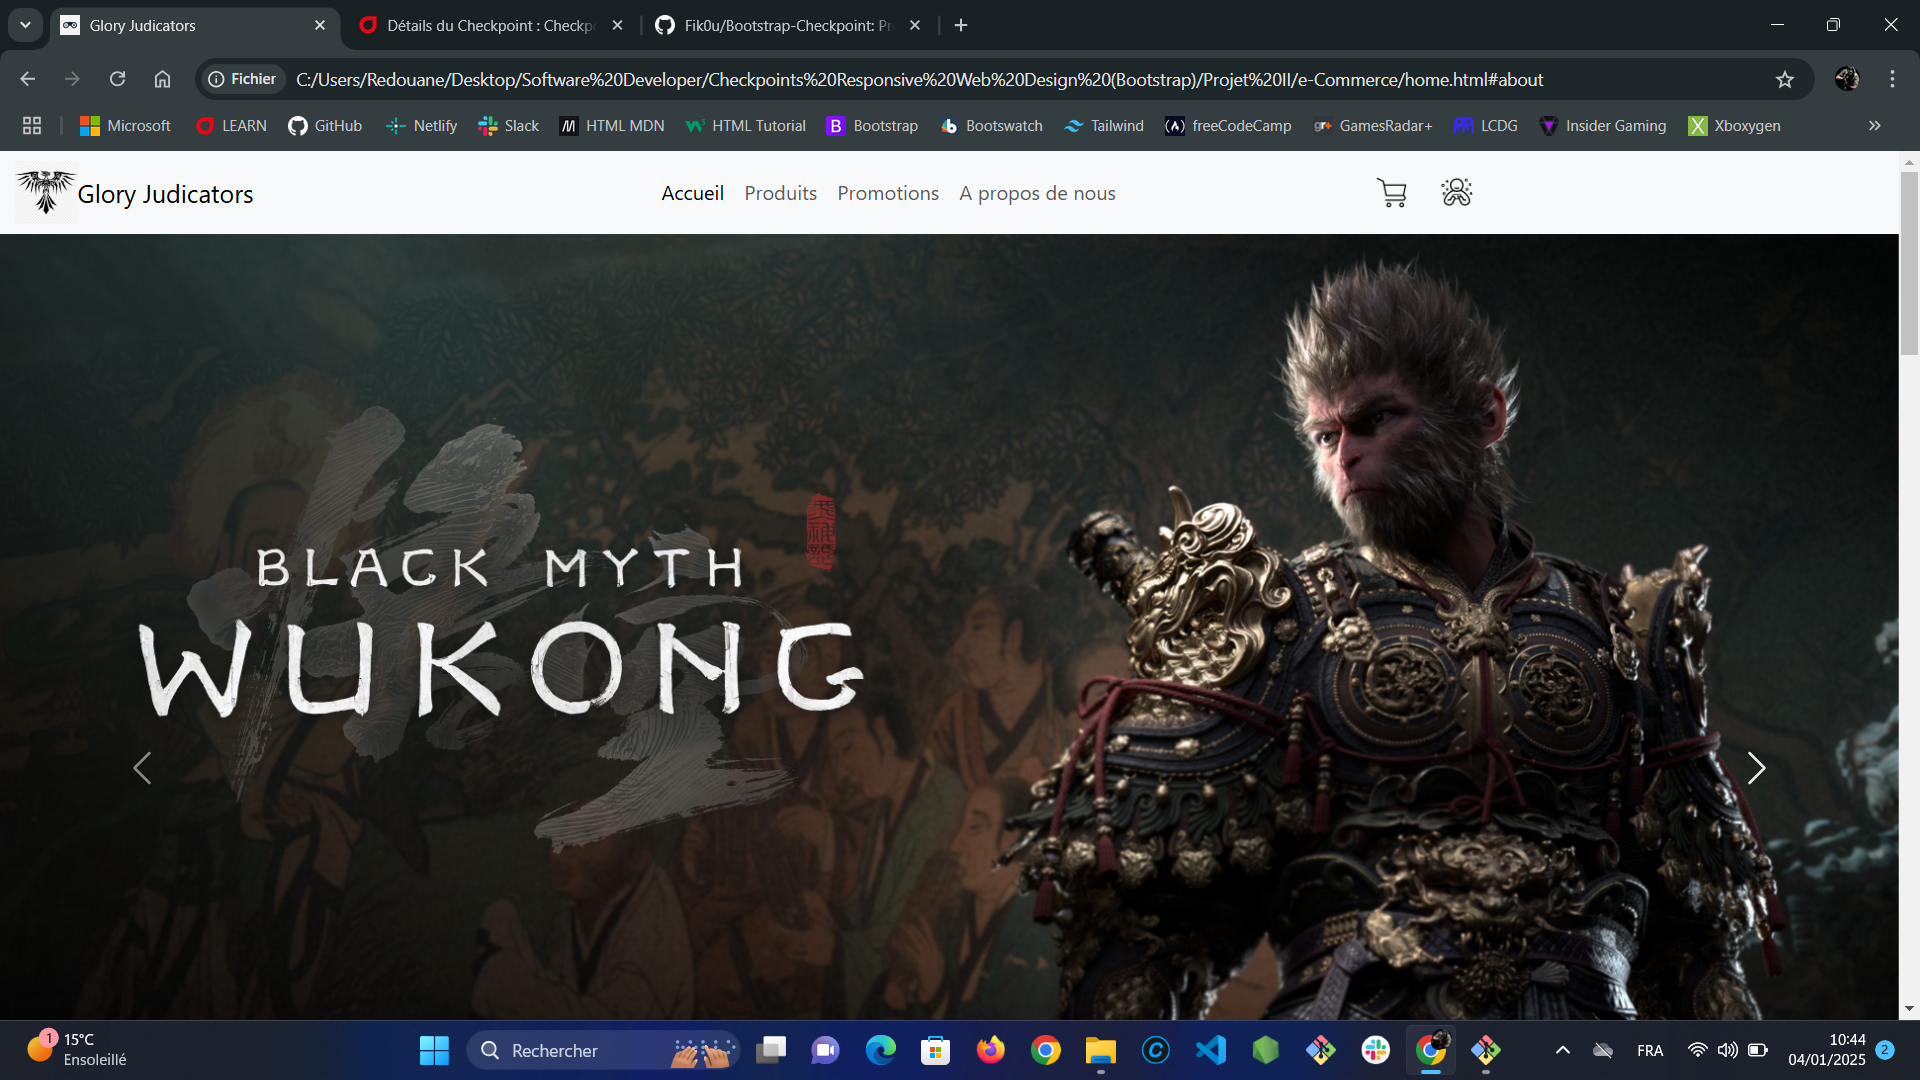 Glory Judicators
Détails du Checkpoint : Checkp
Fik0u/Bootstrap-Checkpoint: Pr
Fichier
C:/Users/Redouane/Desktop/Software%20Developer/Checkpoints%20Responsive%20Web%20Design%20(Bootstrap)/Projet%20II/e-Commerce/home.html#about
Microsoft
LEARN
GitHub
Netlify
Slack
HTML MDN
HTML Tutorial
Bootstrap
Bootswatch
Tailwind
freeCodeCamp
GamesRadar+
LCDG
Insider Gaming
Xboxygen
Glory Judicators
Accueil
Produits
Promotions
A propos de nous
BLACK MYTH
WUKONG
1
15°C
Ensoleillé
Rechercher
FRA
10:44
04/01/2025
2